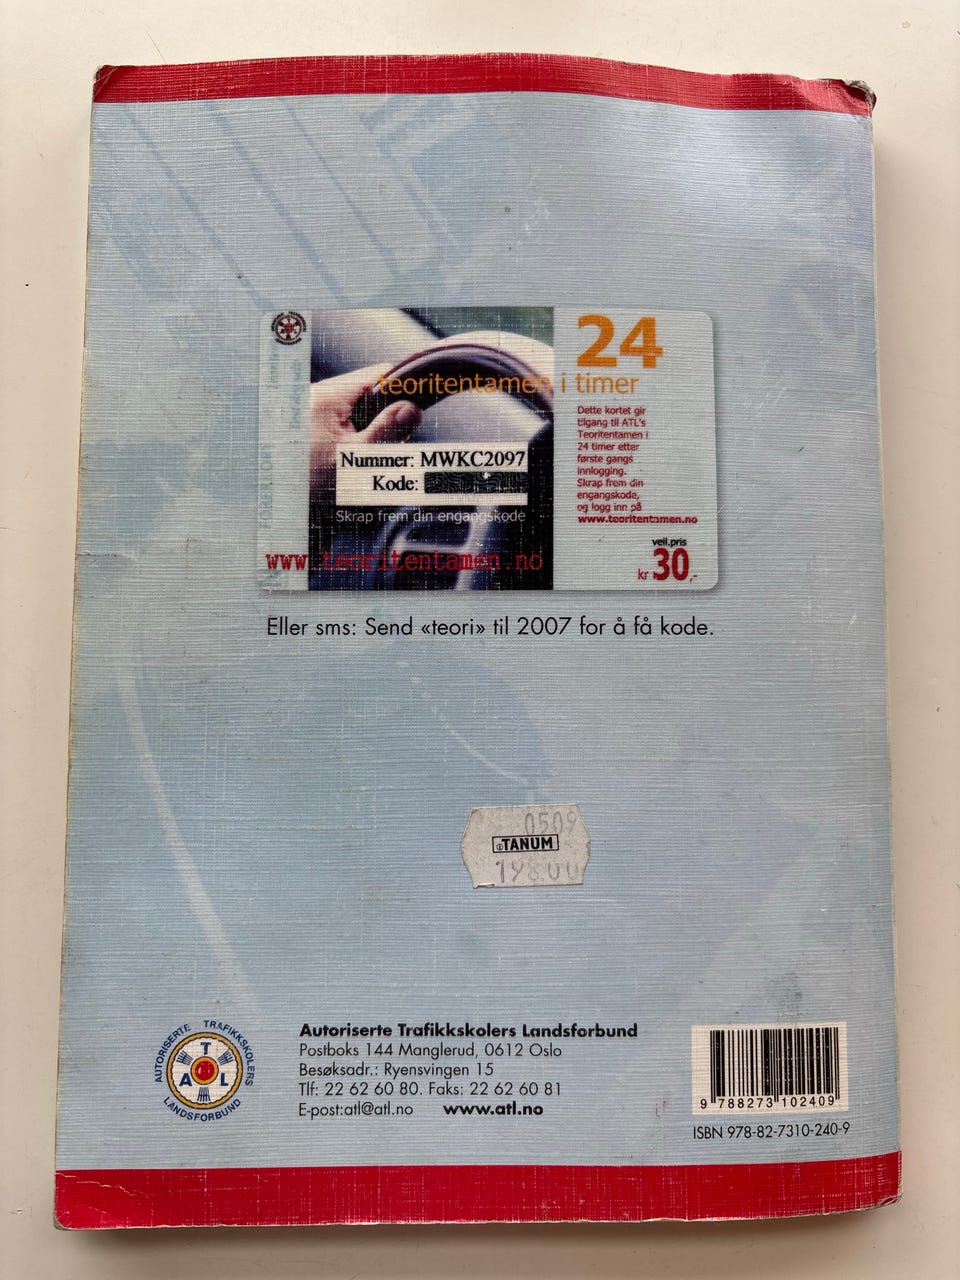 24
teoritentamen i timer
Dette kortet gir
tilgang til ATL's
Teoritentamen i
24 timer etter
første gangs
innlogging.
Skrap frem din
engangskode,
og logg inn på
www.teoritentamen.no
Nummer: MWKC2097
Kode:
Skrap frem din engangskode
www.teoritentamen.no
veil.pris
kr 30,-
Eller sms: Send «teori» til 2007 for å få kode.
0509
TANUM
198.00
AUTORISERTE TRAFIKKSKOLERS
LANDSFORBUND
T
A L
Autoriserte Trafikkskolers Landsforbund
Postboks 144 Manglerud, 0612 Oslo
Besøksadr.: Ryensvingen 15
Tlf: 22 62 60 80. Faks: 22 62 60 81
E-post:atl@atl.no www.atl.no
9 788273 102409
ISBN 978-82-7310-240-9